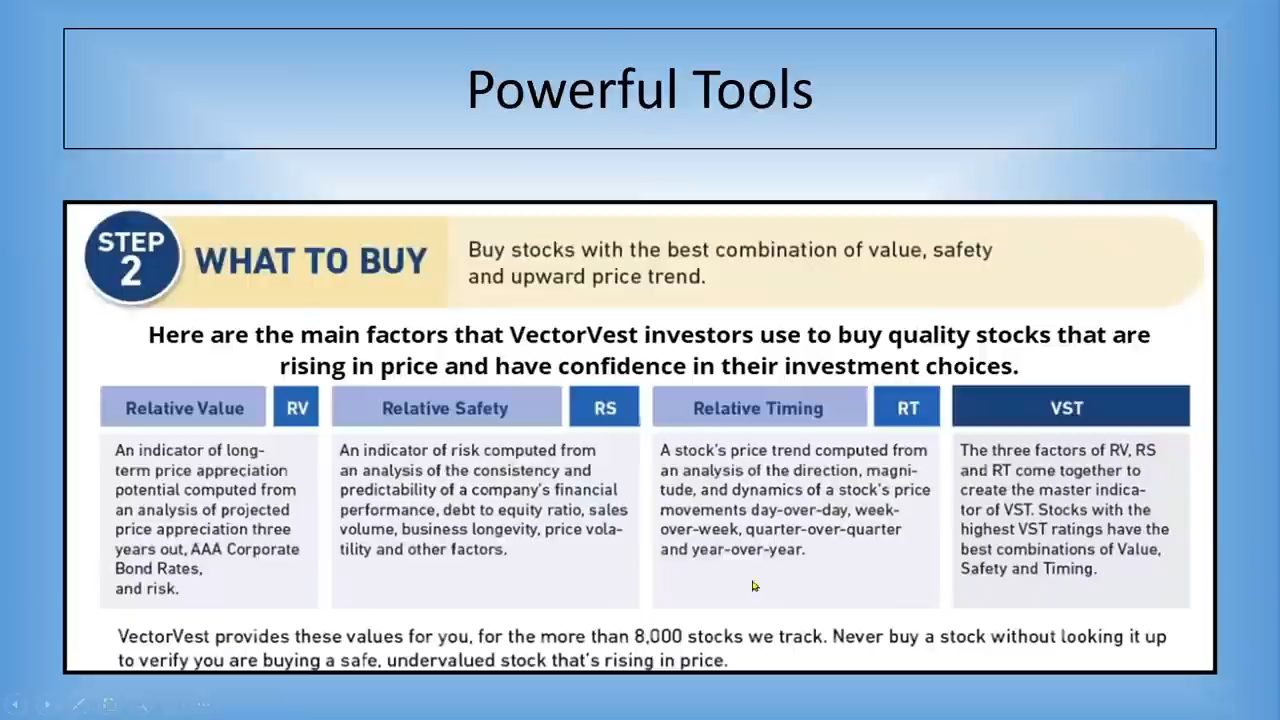 Powerful Tools
STEP
2
WHAT TO BUY
Buy stocks with the best combination of value, safety
and upward price trend.
Here are the main factors that VectorVest investors use to buy quality stocks that are
rising in price and have confidence in their investment choices.
Relative Value
RV
An indicator of long-
term price appreciation
potential computed from
an analysis of projected
price appreciation three
years out, AAA Corporate
Bond Rates,
and risk.
Relative Safety
RS
An indicator of risk computed from
an analysis of the consistency and
predictability of a company's financial
performance, debt to equity ratio, sales
volume, business longevity, price vola-
tility and other factors.
Relative Timing
RT
A stock's price trend computed from
an analysis of the direction, magni-
tude, and dynamics of a stock's price
movements day-over-day, week-
over-week, quarter-over-quarter
and year-over-year.
VST
The three factors of RV, RS
and RT come together to
create the master indica-
tor of VST. Stocks with the
highest VST ratings have the
best combinations of Value,
Safety and Timing.
VectorVest provides these values for you, for the more than 8,000 stocks we track. Never buy a stock without looking it up
to verify you are buying a safe, undervalued stock that's rising in price.